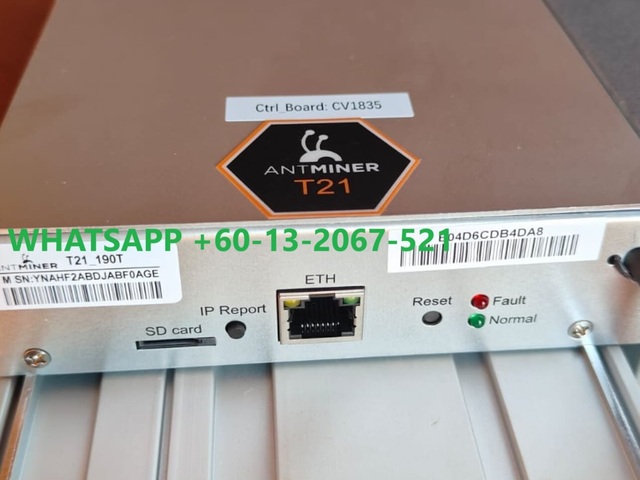 Ctrl_Board: CV1835
ANTMINER
T21
WHATSAPP +60-13-2067-521
04D6CDB4DA8
ANTMINER T21_190T
M SN:YNAHF2ABDJABF0AGE
ETH
IP Report
Reset
Fault
Normal
SD card